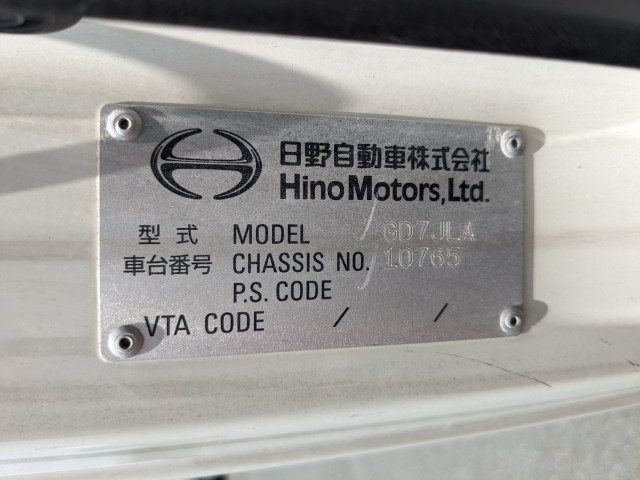 日野自動車株式会社
Hino Motors, Ltd.
型式 MODEL GD7JLA
車台番号 CHASSIS NO. 10765
P.S. CODE
VTA CODE / /